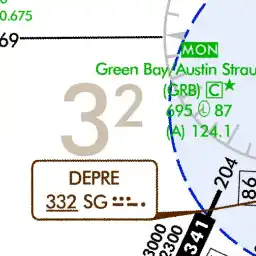 0.675
69
MON
Green Bay/Austin Strau
(GRB) C★
695 L 87
(A) 124.1
3²
DEPRE
332 SG
204
341
98
3000
2300